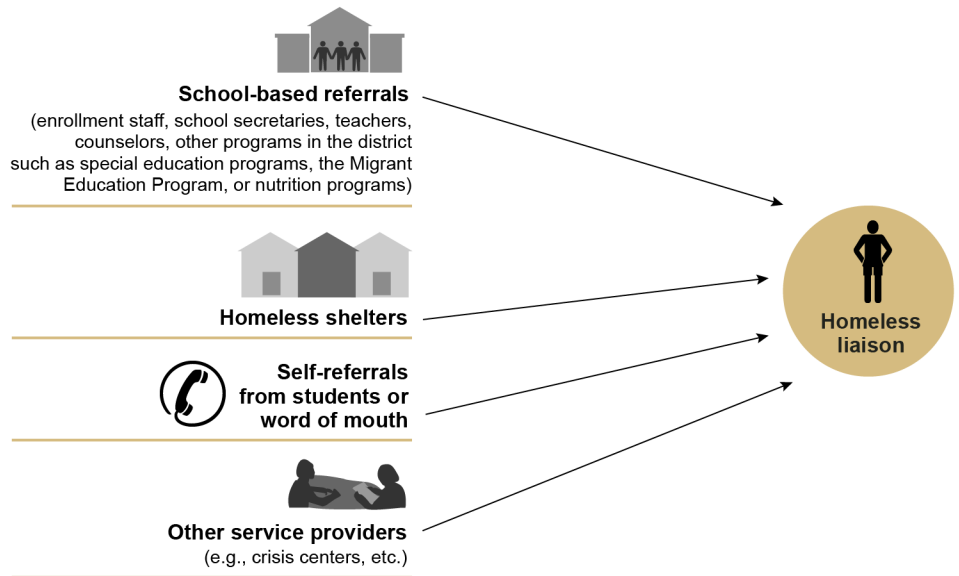 School-based referrals
(enrollment staff, school secretaries, teachers,
counselors, other programs in the district
such as special education programs, the Migrant
Education Program, or nutrition programs)
Homeless shelters
Self-referrals
from students or
word of mouth
Other service providers
(e.g., crisis centers, etc.)
Homeless
liaison